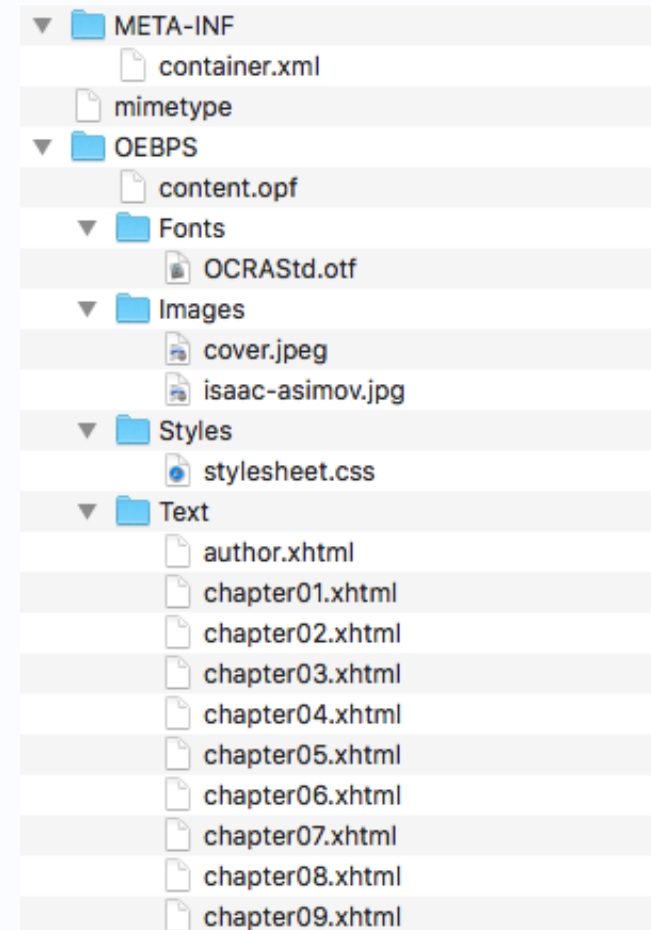 META-INF
container.xml
mimetype
OEBPS
content.opf
Fonts
OCRAStd.otf
Images
cover.jpeg
isaac-asimov.jpg
Styles
stylesheet.css
Text
author.xhtml
chapter01.xhtml
chapter02.xhtml
chapter03.xhtml
chapter04.xhtml
chapter05.xhtml
chapter06.xhtml
chapter07.xhtml
chapter08.xhtml
chapter09.xhtml